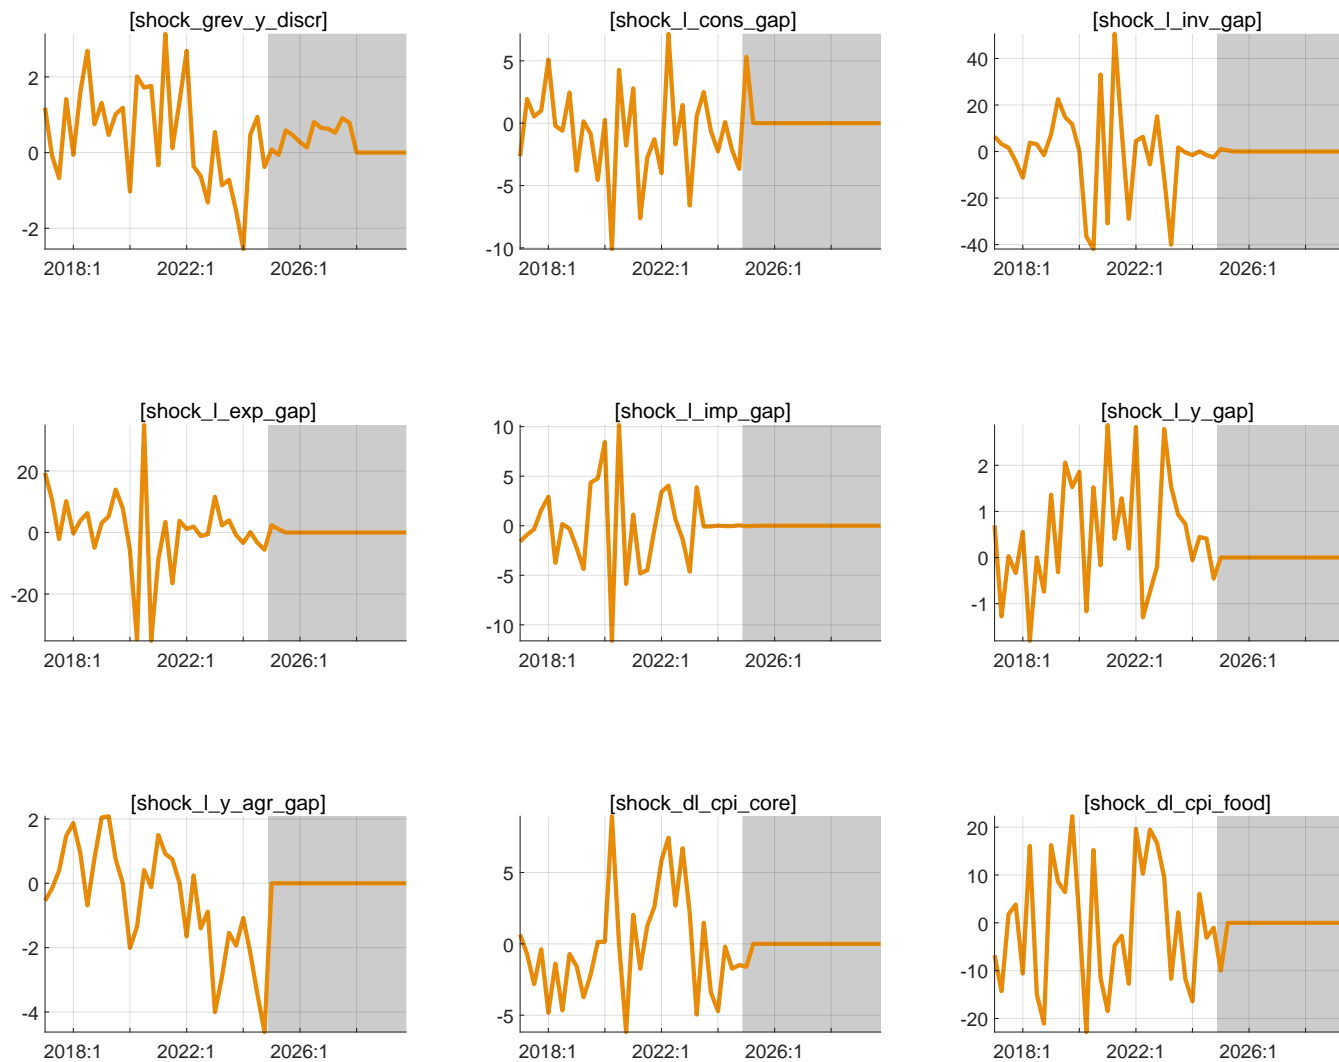 [shock_grev_y_discr]
2
0
-2
2018:1 2022:1 2026:1
[shock_l_cons_gap]
5
0
-5
-10
2018:1 2022:1 2026:1
[shock_l_inv_gap]
40
20
0
-20
-40
2018:1 2022:1 2026:1
[shock_l_exp_gap]
20
0
-20
2018:1 2022:1 2026:1
[shock_l_imp_gap]
10
5
0
-5
-10
2018:1 2022:1 2026:1
[shock_l_y_gap]
2
1
0
-1
2018:1 2022:1 2026:1
[shock_l_y_agr_gap]
2
0
-2
-4
2018:1 2022:1 2026:1
[shock_dl_cpi_core]
5
0
-5
2018:1 2022:1 2026:1
[shock_dl_cpi_food]
20
10
0
-10
-20
2018:1 2022:1 2026:1